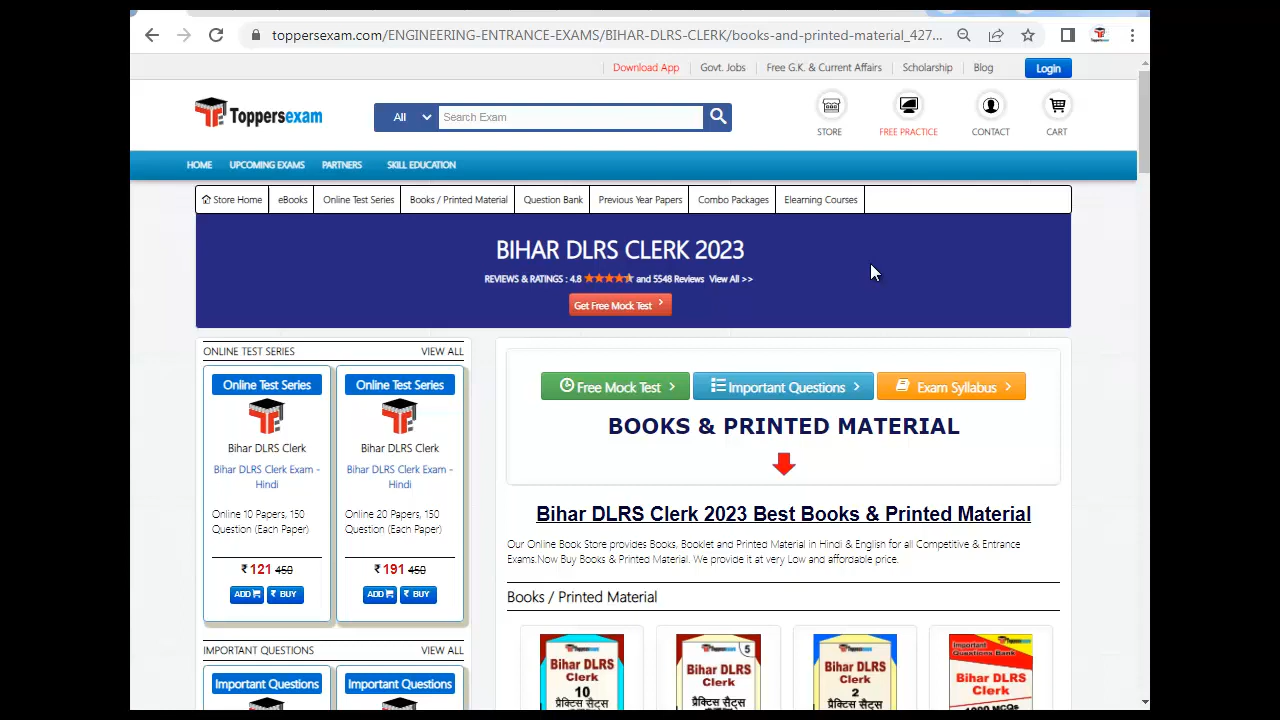 toppersexam.com/ENGINEERING-ENTRANCE-EXAMS/BIHAR-DLRS-CLERK/books-and-printed-material_427...
Download App Govt. Jobs Free G.K. & Current Affairs Scholarship Blog Login
Toppersexam
All Search Exam
STORE FREE PRACTICE CONTACT CART
HOME UPCOMING EXAMS PARTNERS SKILL EDUCATION
Store Home eBooks Online Test Series Books / Printed Material Question Bank Previous Year Papers Combo Packages Elearning Courses
BIHAR DLRS CLERK 2023
REVIEWS & RATINGS : 4.8 and 5548 Reviews View All >>
Get Free Mock Test >
ONLINE TEST SERIES VIEW ALL
Online Test Series
Bihar DLRS Clerk
Bihar DLRS Clerk Exam -
Hindi
Online 10 Papers, 150
Question (Each Paper)
₹ 121 450
ADD ₹ BUY
Online Test Series
Bihar DLRS Clerk
Bihar DLRS Clerk Exam -
Hindi
Online 20 Papers, 150
Question (Each Paper)
₹ 191 450
ADD ₹ BUY
IMPORTANT QUESTIONS VIEW ALL
Important Questions
Important Questions
Free Mock Test > Important Questions > Exam Syllabus >
BOOKS & PRINTED MATERIAL
Bihar DLRS Clerk 2023 Best Books & Printed Material
Our Online Book Store provides Books, Booklet and Printed Material in Hindi & English for all Competitive & Entrance
Exams.Now Buy Books & Printed Material. We provide it at very Low and affordable price.
Books / Printed Material
Toppersexam
Bihar DLRS
Clerk
10
प्रैक्टिस सैट्स
Toppersexam 5
Bihar DLRS
Clerk
प्रैक्टिस सैट्स
Toppersexam
Bihar DLRS
Clerk
2
प्रैक्टिस सैट्स
Important
Questions Bank
Toppersexam
Bihar DLRS
Clerk
1000 MCQs